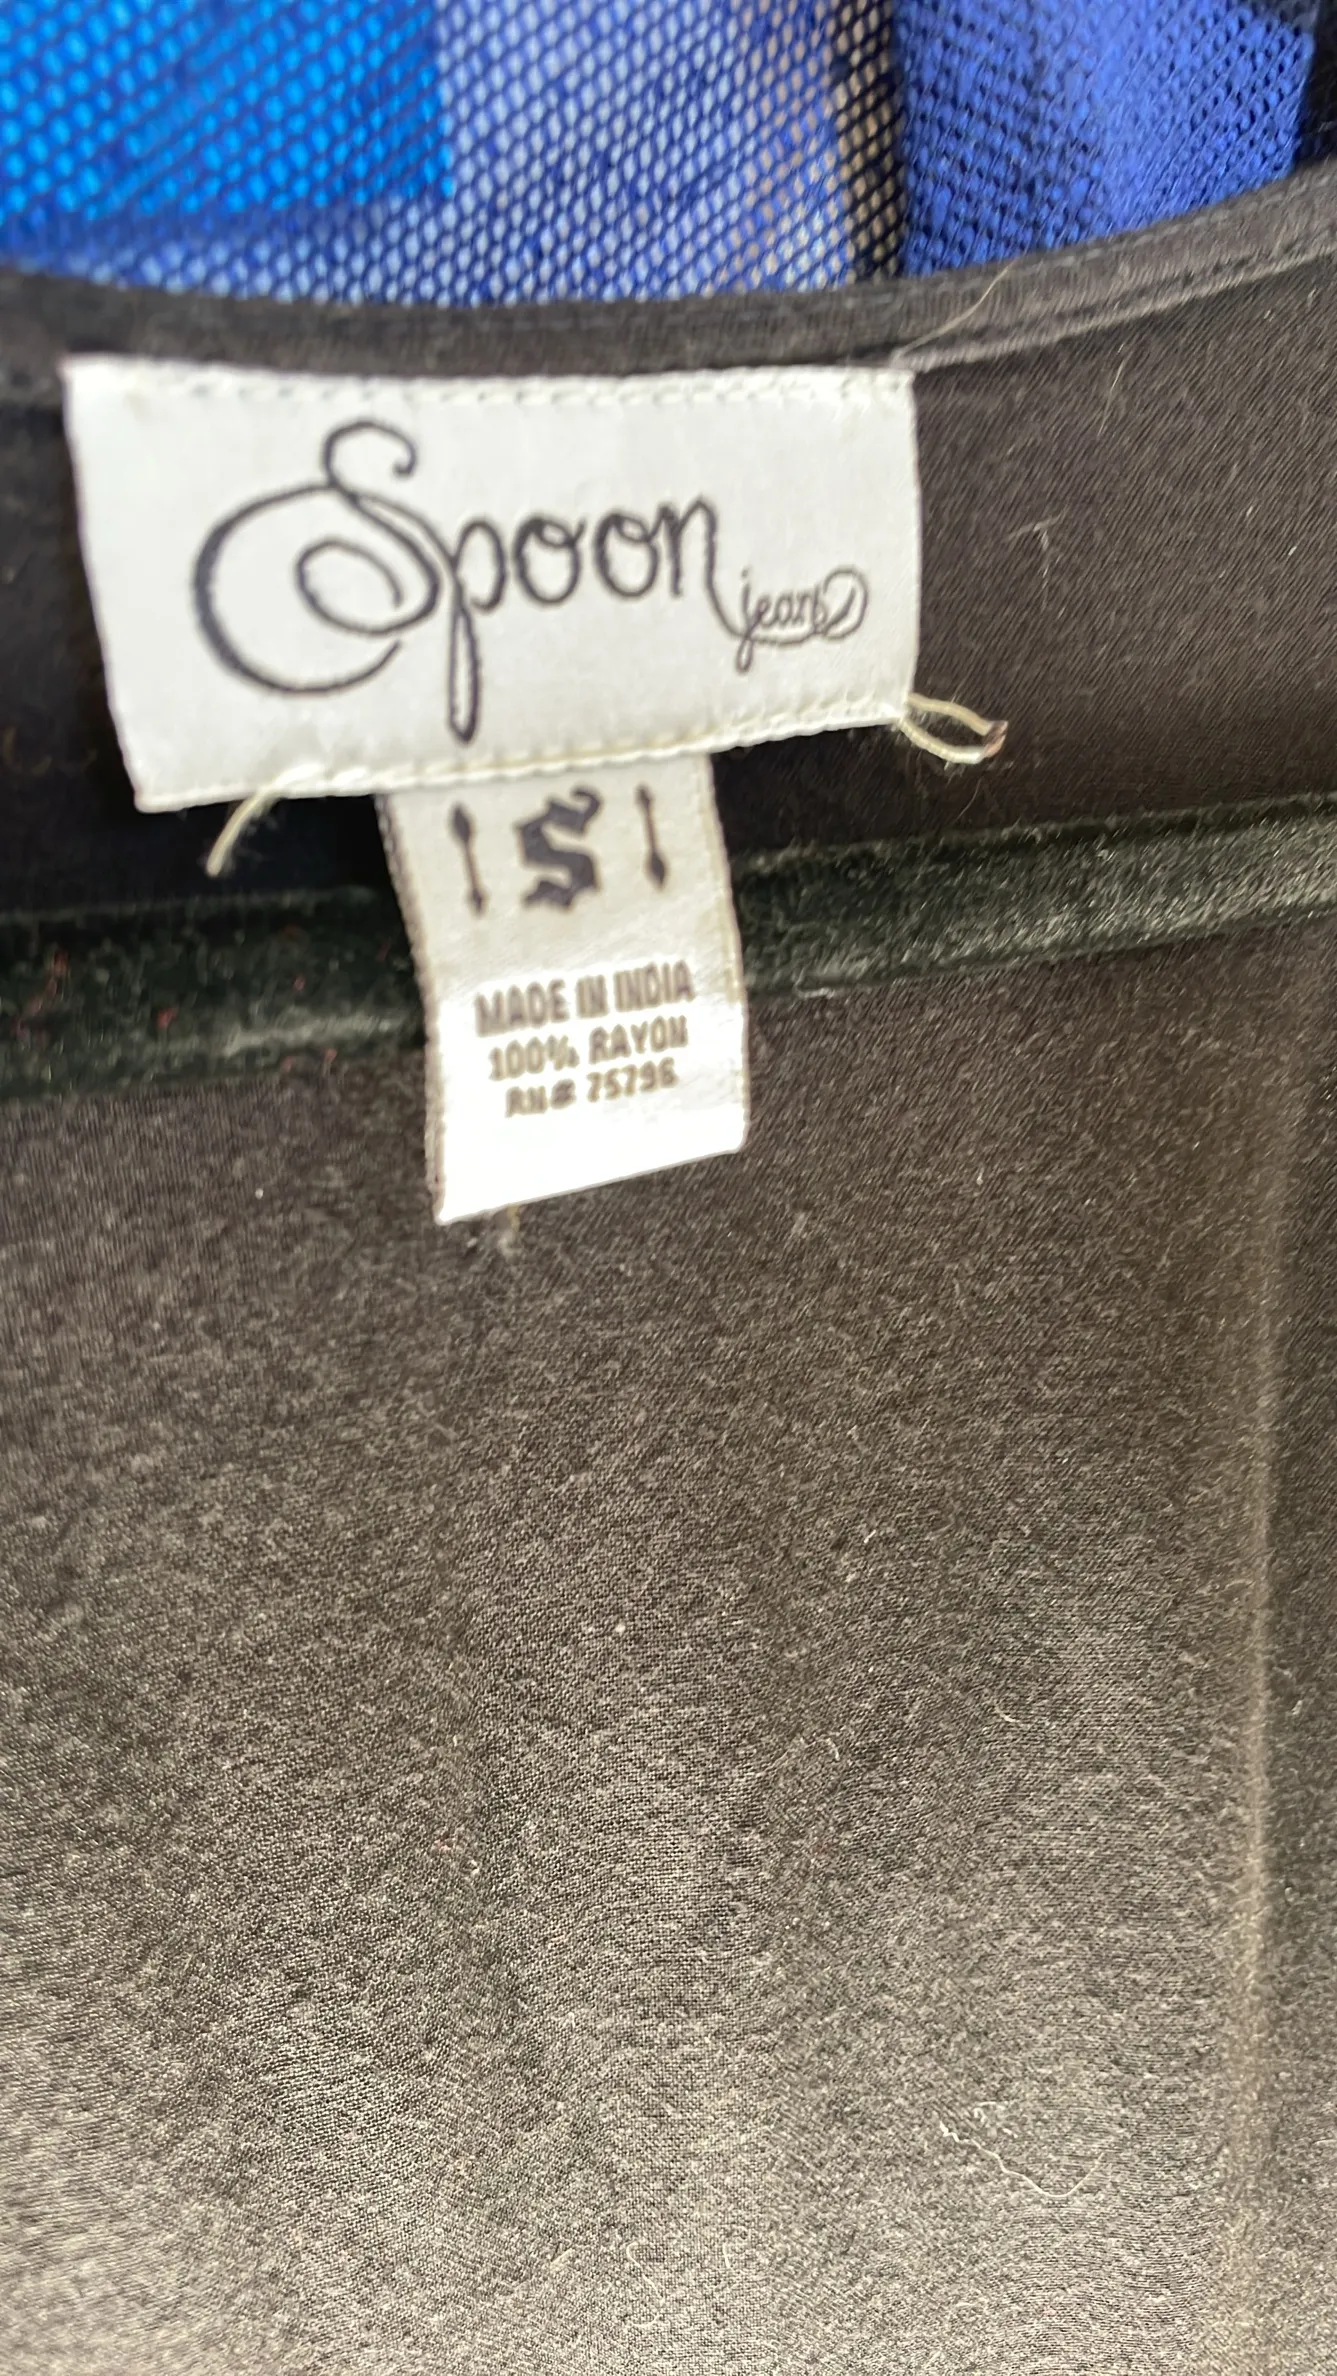 Spoon
jeans
S
MADE IN INDIA
100% RAYON
RN# 75796